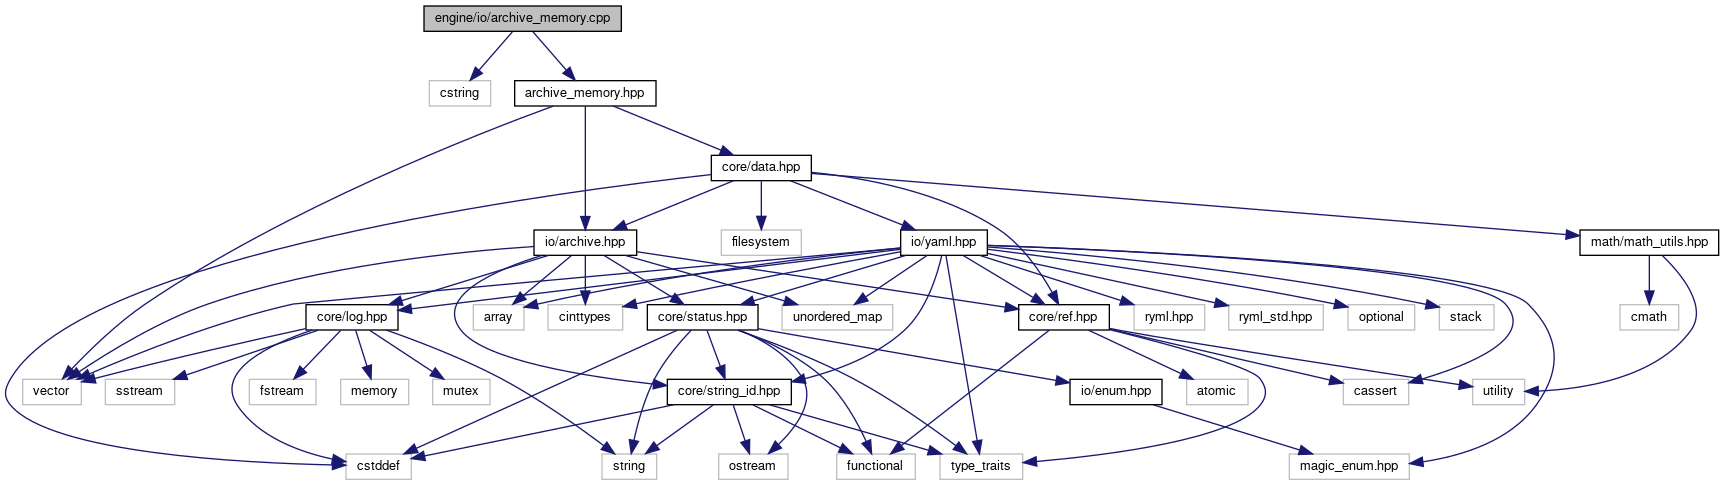 engine/io/archive_memory.cpp
cstring
archive_memory.hpp
core/data.hpp
io/archive.hpp
filesystem
io/yaml.hpp
math/math_utils.hpp
core/log.hpp
array
cinttypes
core/status.hpp
unordered_map
core/ref.hpp
ryml.hpp
ryml_std.hpp
optional
stack
cmath
vector
sstream
fstream
memory
mutex
core/string_id.hpp
io/enum.hpp
atomic
cassert
utility
cstddef
string
ostream
functional
type_traits
magic_enum.hpp